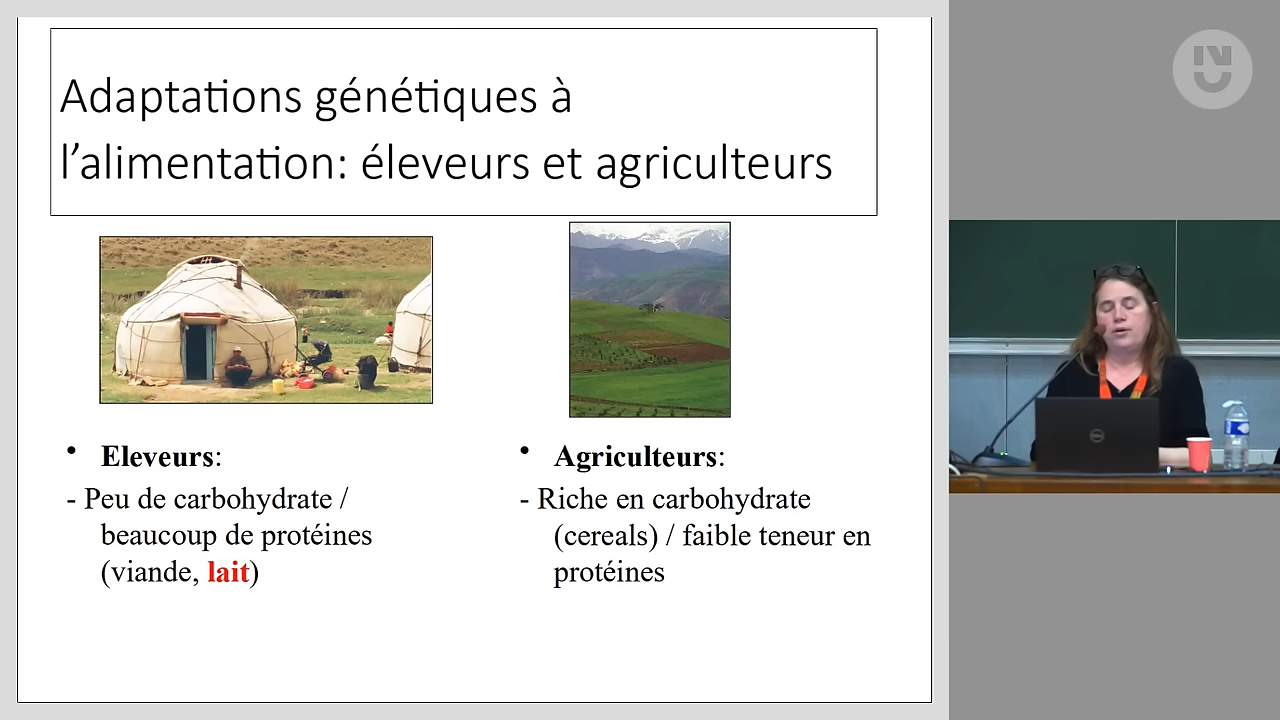 Adaptations génétiques à
l’alimentation: éleveurs et agriculteurs
• Eleveurs:
- Peu de carbohydrate /
beaucoup de protéines
(viande, lait)
• Agriculteurs:
- Riche en carbohydrate
(cereals) / faible teneur en
protéines
DELL